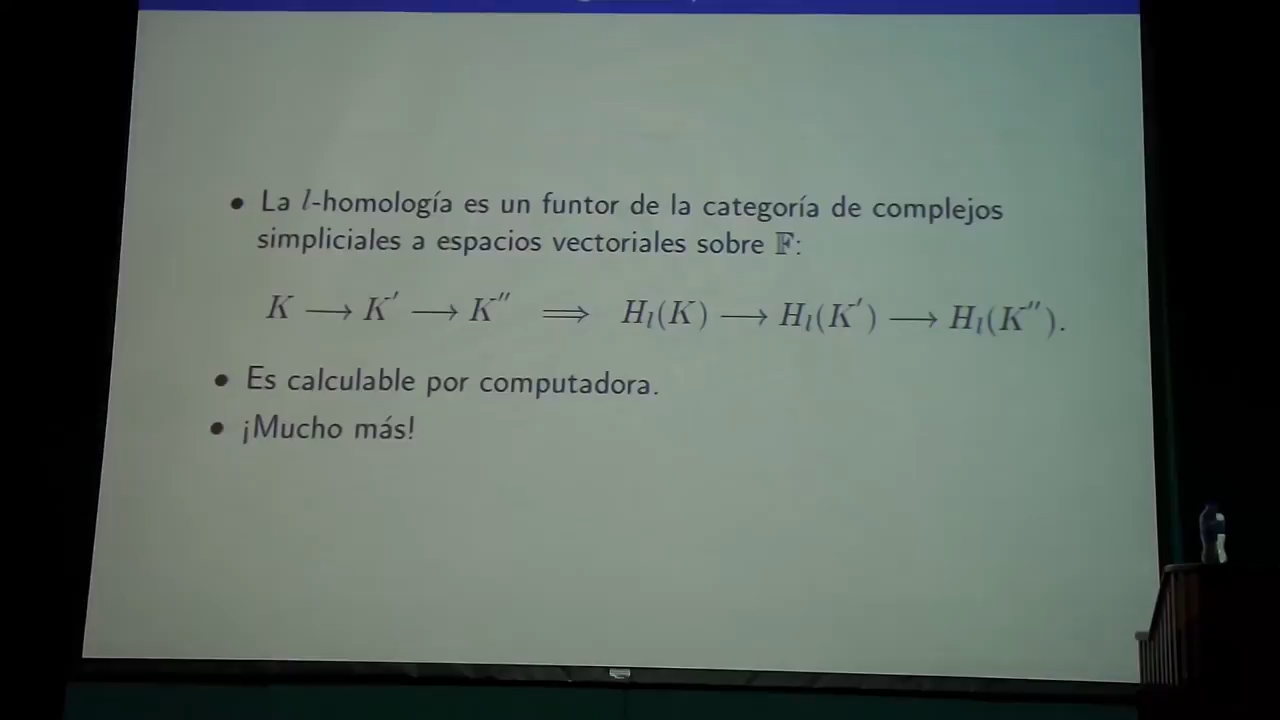 • La l-homología es un funtor de la categoría de complejos
simpliciales a espacios vectoriales sobre 𝔽:
K ⟶ K′ ⟶ K″ ⟹ H_l(K) ⟶ H_l(K′) ⟶ H_l(K″).
• Es calculable por computadora.
• ¡Mucho más!